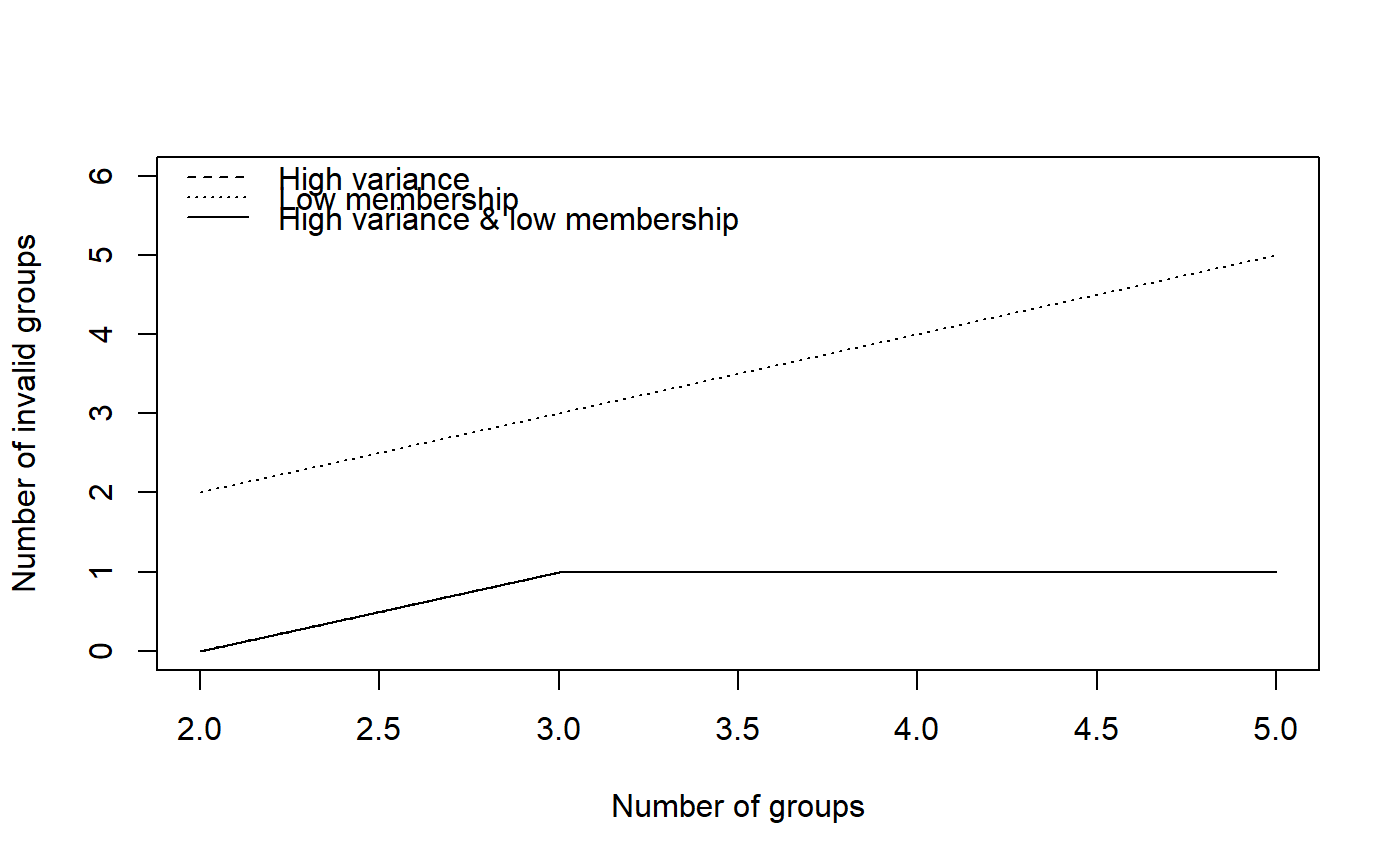 High variance
Low membership
High variance & low membership
6
5
4
3
2
1
0
Number of invalid groups
2.0 2.5 3.0 3.5 4.0 4.5 5.0
Number of groups